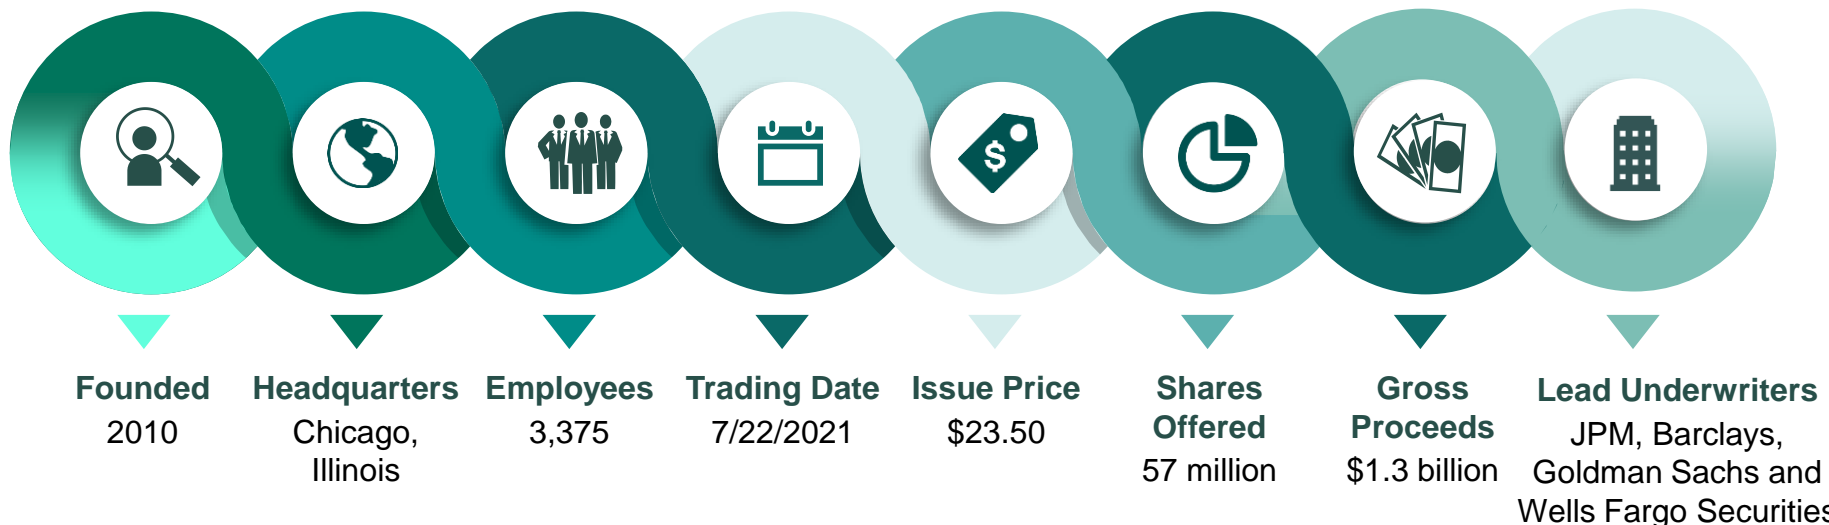 Founded
2010
Headquarters
Chicago,
Illinois
Employees
3,375
Trading Date
7/22/2021
Issue Price
$23.50
Shares
Offered
57 million
Gross
Proceeds
$1.3 billion
Lead Underwriters
JPM, Barclays,
Goldman Sachs and
Wells Fargo Securities
$